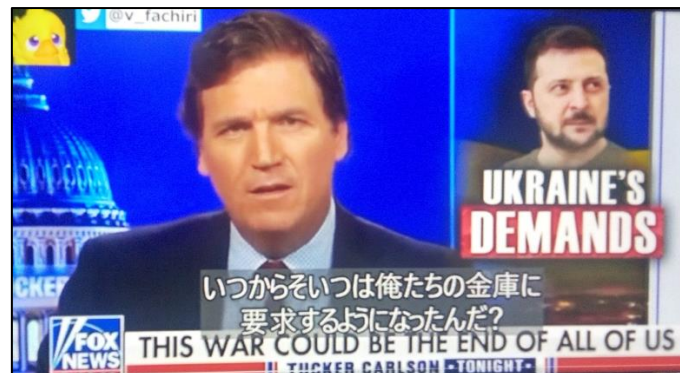 @v_fachiri
UKRAINE'S
DEMANDS
いつからそいつは俺たちの金庫に
要求するようになったんだ?
FOX
NEWS
THIS WAR COULD BE THE END OF ALL OF US
TUCKER CARLSON TONIGHT